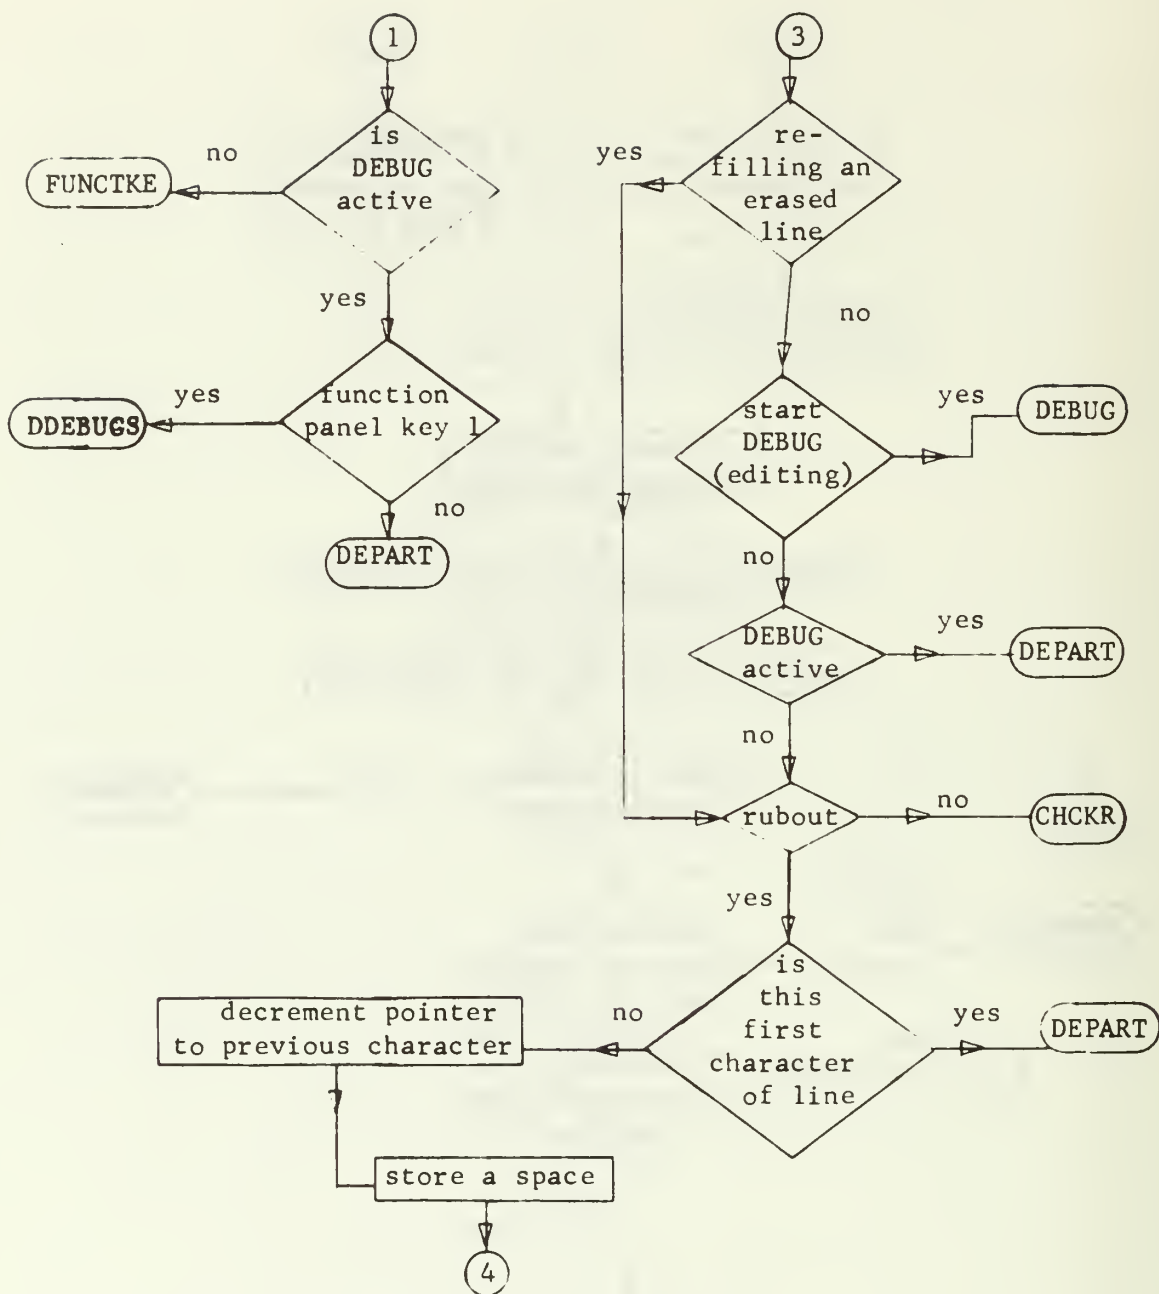 1
is
DEBUG
active
no
FUNCTKE
yes
function
panel key 1
yes
DDEBUGS
no
DEPART
3
re-
filling an
erased
line
yes
no
start
DEBUG
(editing)
yes
DEBUG
no
DEBUG
active
yes
DEPART
no
rubout
no
CHCKR
yes
is
this
first
character
of line
yes
DEPART
no
decrement pointer
to previous character
store a space
4